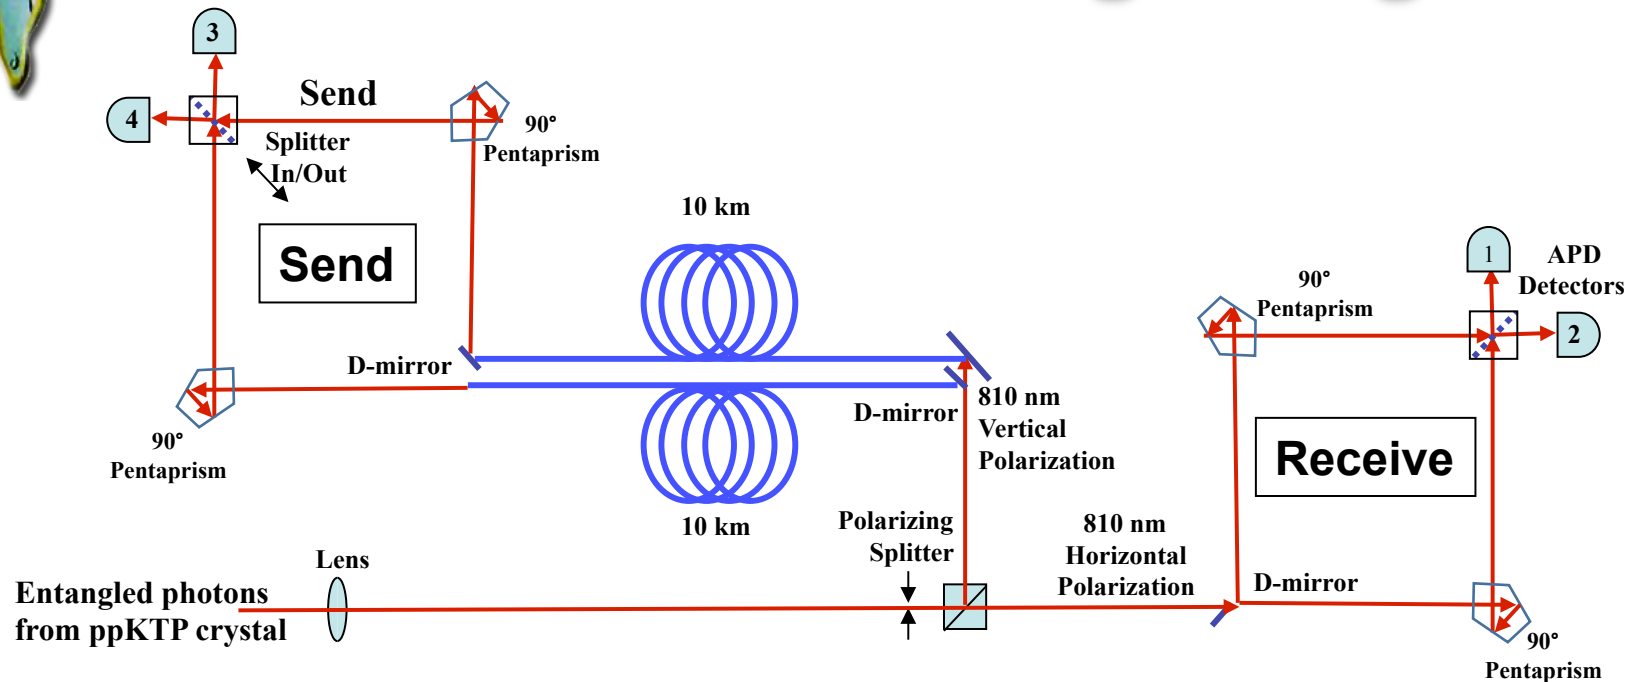 3
4
Send
Splitter
In/Out
90°
Pentaprism
Send
10 km
D-mirror
90°
Pentaprism
10 km
D-mirror
810 nm
Vertical
Polarization
Polarizing
Splitter
810 nm
Horizontal
Polarization
Lens
Entangled photons
from ppKTP crystal
90°
Pentaprism
1
APD
Detectors
2
Receive
D-mirror
90°
Pentaprism